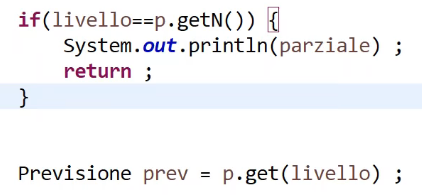 if(livello==p.getN()) {
System.out.println(parziale) ;
return ;
}
Previsione prev = p.get(livello) ;